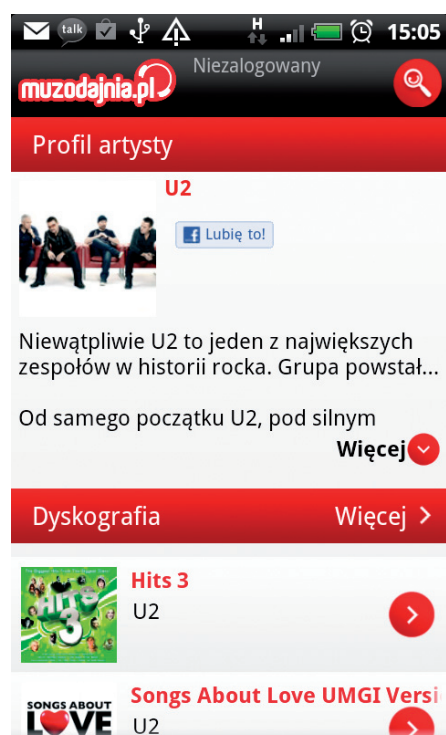 talk H 15:05
muzodajnia.pl Niezalogowany
Profil artysty
U2
Lubię to!
Niewątpliwie U2 to jeden z największych
zespołów w historii rocka. Grupa powstał...
Od samego początku U2, pod silnym
Więcej
Dyskografia Więcej
HITS
3
Hits 3
U2
SONGS ABOUT
LOVE
Songs About Love UMGI Versi
U2